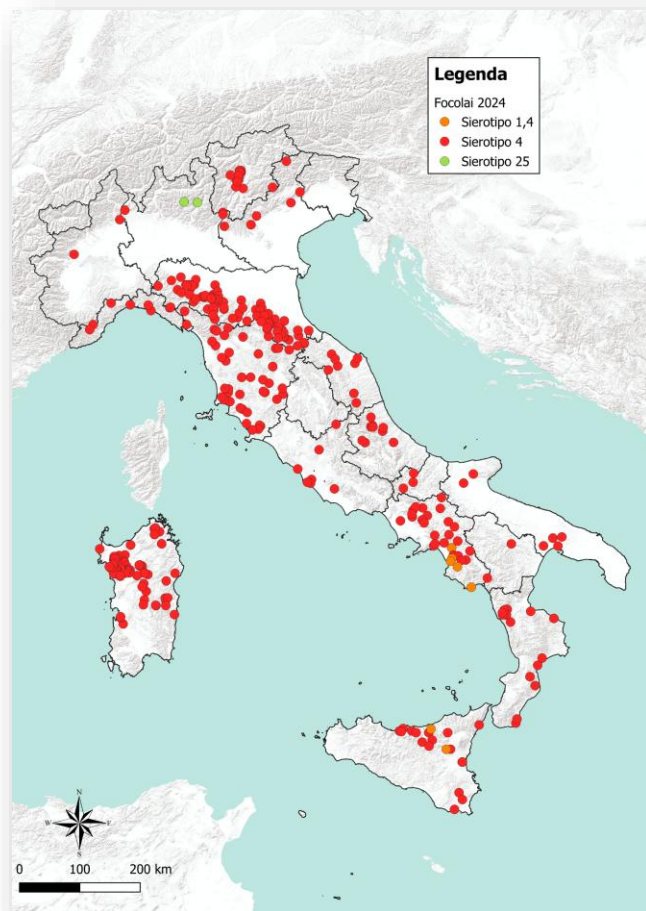 Legenda
Focolai 2024
Sierotipo 1,4
Sierotipo 4
Sierotipo 25
N
W
E
S
0 100 200 km